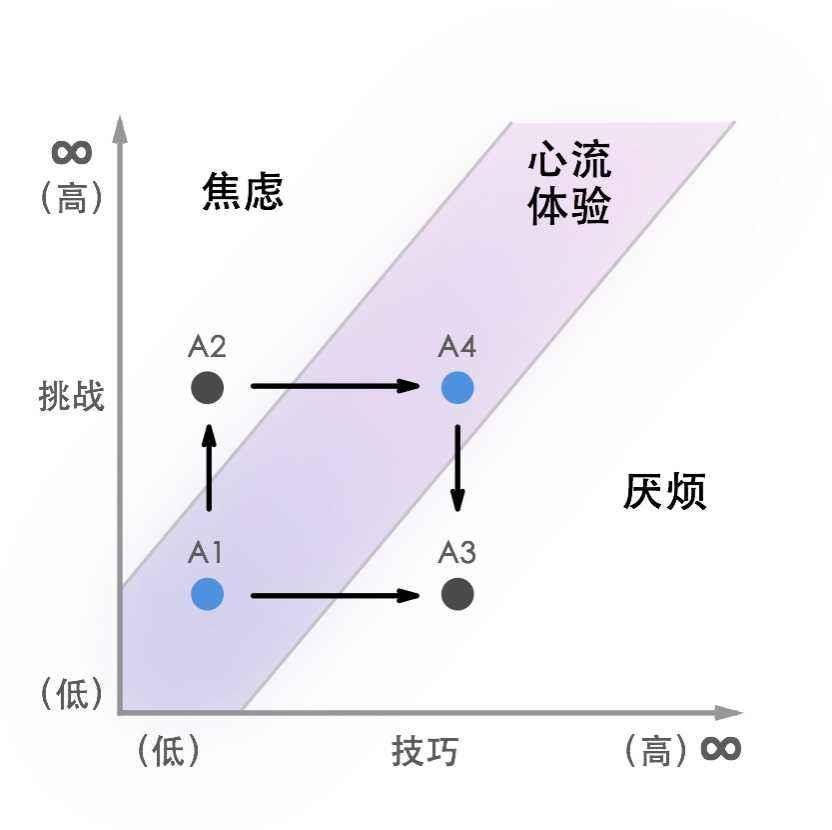 ∞
(高)
焦虑
心流
体验
A2
A4
挑战
厌烦
A1
A3
(低)
(低)
技巧
(高) ∞